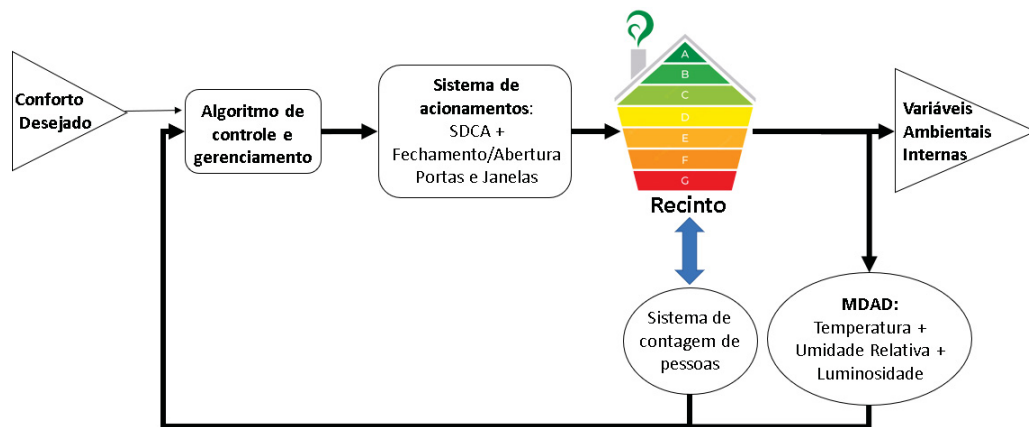 Conforto
Desejado
Algoritmo de
controle e
gerenciamento
Sistema de
acionamentos:
SDCA +
Fechamento/Abertura
Portas e Janelas
A
B
C
D
E
F
G
Recinto
Variáveis
Ambientais
Internas
Sistema de
contagem de
pessoas
MDAD:
Temperatura +
Umidade Relativa +
Luminosidade